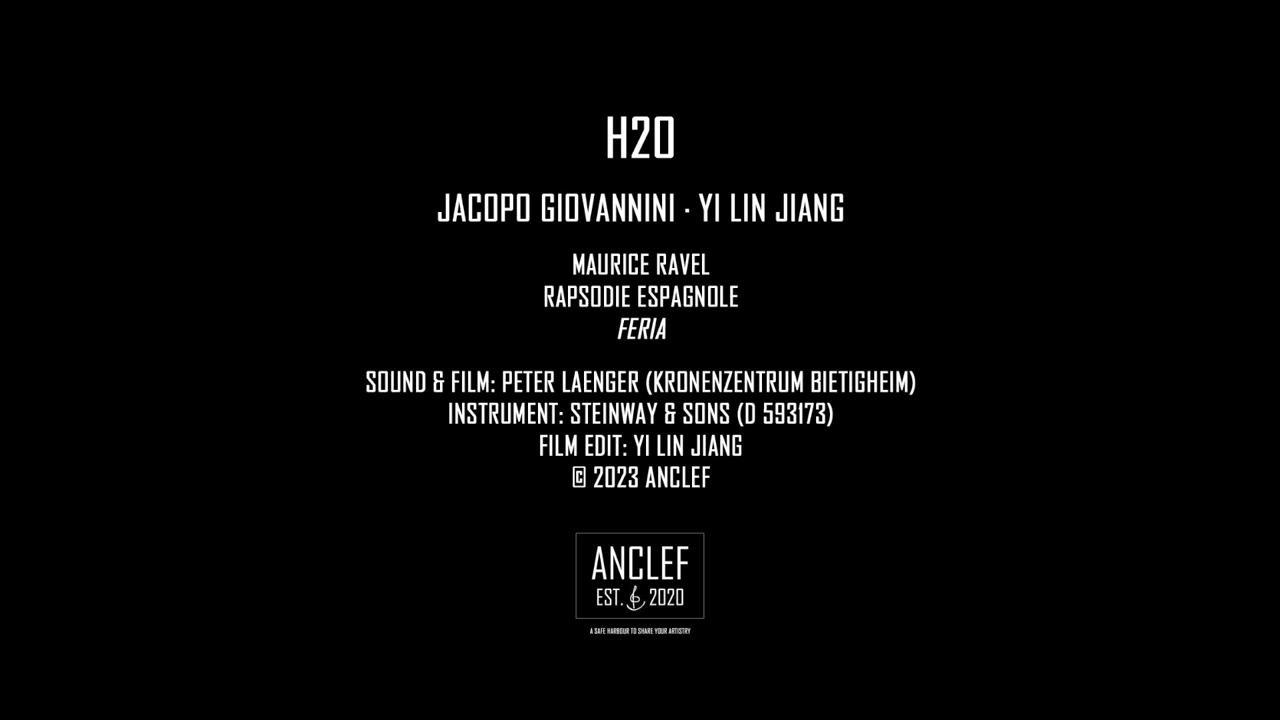 H2O
JACOPO GIOVANNINI · YI LIN JIANG
MAURICE RAVEL
RAPSODIE ESPAGNOLE
FERIA
SOUND & FILM: PETER LAENGER (KRONENZENTRUM BIETIGHEIM)
INSTRUMENT: STEINWAY & SONS (D 593173)
FILM EDIT: YI LIN JIANG
© 2023 ANCLEF
ANCLEF
EST. 2020
A SAFE HARBOUR TO SHARE YOUR ARTISTRY